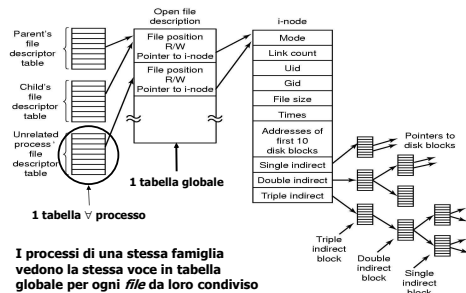 Open file
description
i-node
Parent's
file
descriptor
table
File position
R/W
Pointer to i-node
File position
R/W
Pointer to i-node
Child's
file
descriptor
table
Unrelated
process'
file
descriptor
table
Mode
Link count
Uid
Gid
File size
Times
Addresses of
first 10
disk blocks
Single indirect
Double indirect
Triple indirect
Pointers to
disk blocks
1 tabella globale
1 tabella ∀ processo
Triple
indirect
block
Double
indirect
block
Single
indirect
block
I processi di una stessa famiglia
vedono la stessa voce in tabella
globale per ogni file da loro condiviso